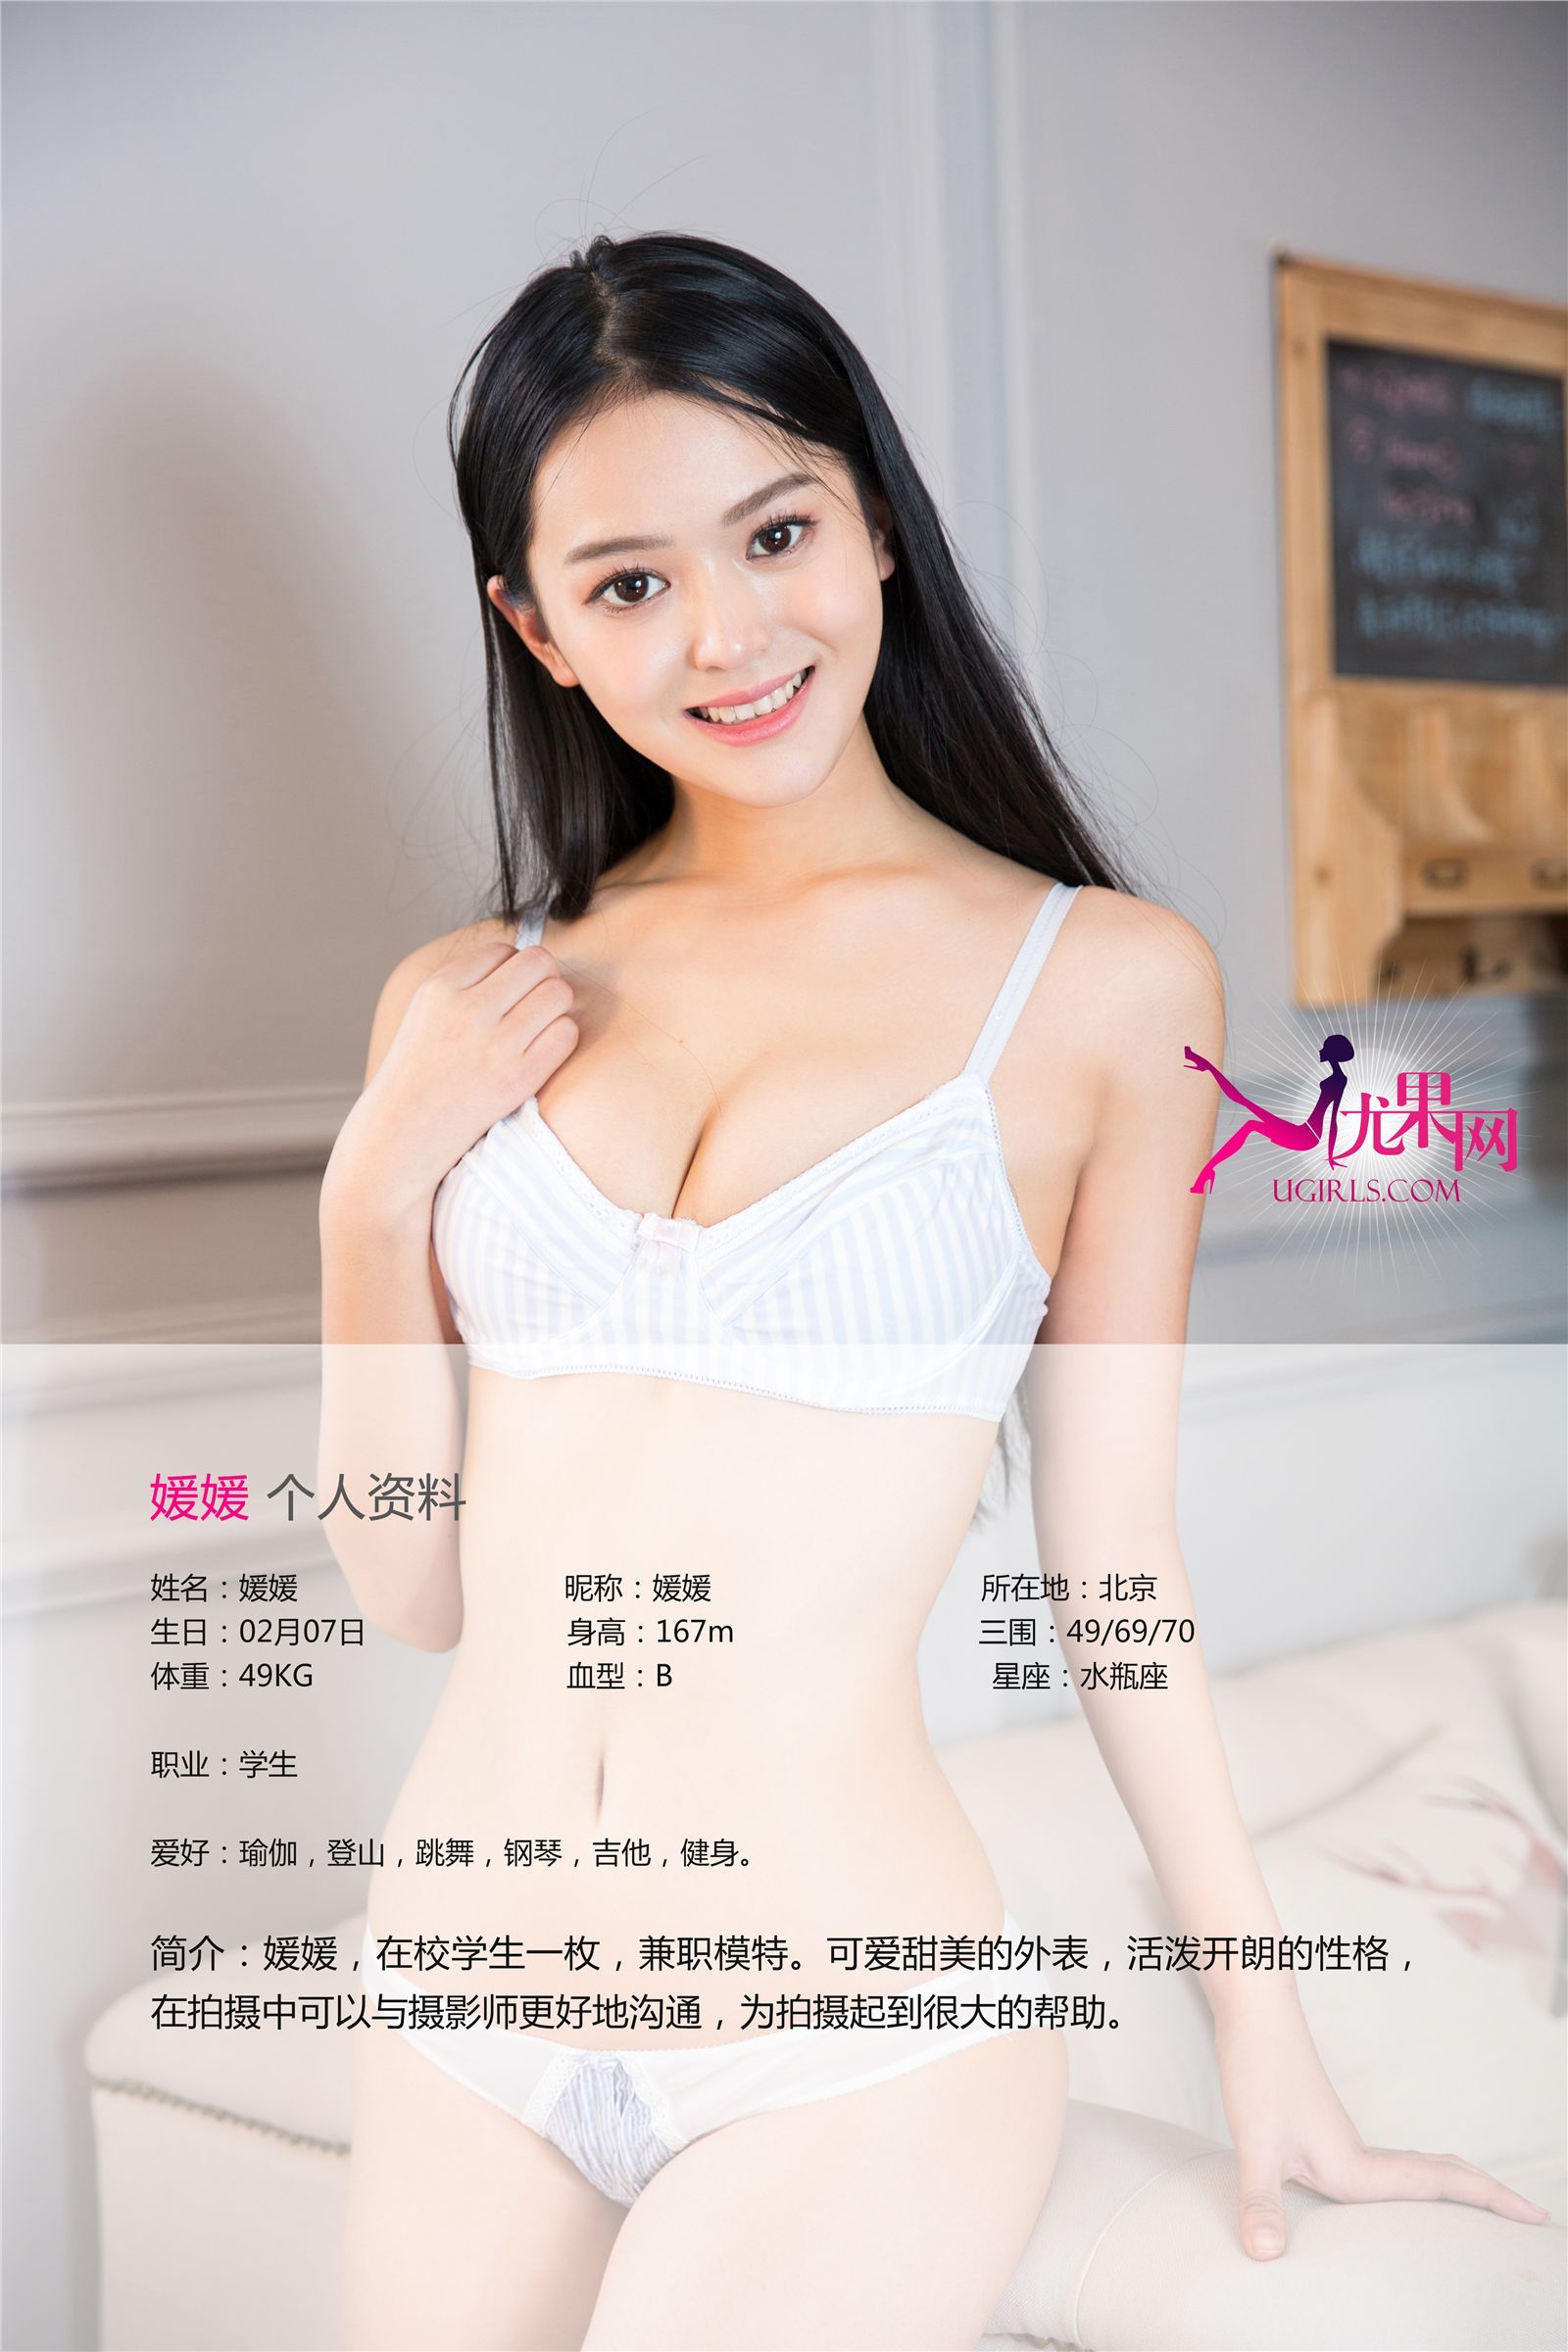 尤果网
UGIRLS.COM
媛媛 个人资料
姓名：媛媛 昵称：媛媛 所在地：北京
生日：02月07日 身高：167m 三围：49/69/70
体重：49KG 血型：B 星座：水瓶座
职业：学生
爱好：瑜伽，登山，跳舞，钢琴，吉他，健身。
简介：媛媛，在校学生一枚，兼职模特。可爱甜美的外表，活泼开朗的性格，
在拍摄中可以与摄影师更好地沟通，为拍摄起到很大的帮助。